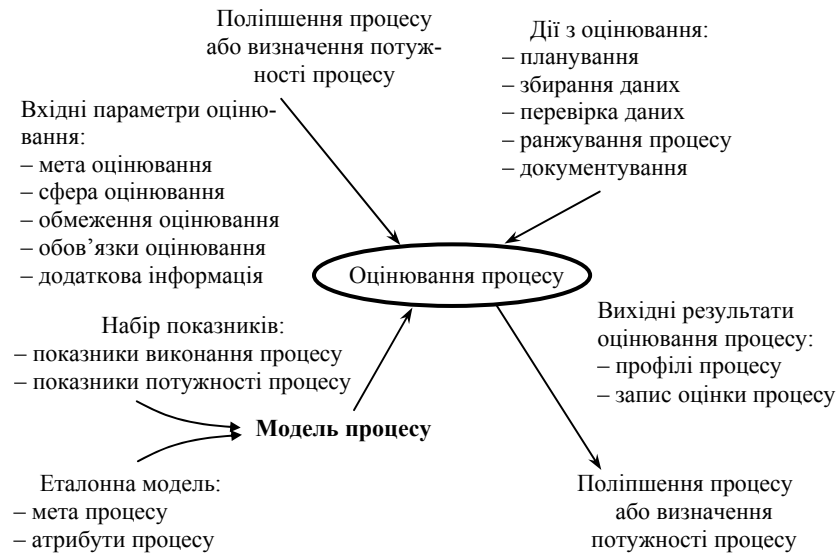 Поліпшення процесу
або визначення потуж-
ності процесу
Дії з оцінювання:
– планування
– збирання даних
– перевірка даних
– ранжування процесу
– документування
Вхідні параметри оціню-
вання:
– мета оцінювання
– сфера оцінювання
– обмеження оцінювання
– обов’язки оцінювання
– додаткова інформація
Оцінювання процесу
Набір показників:
– показники виконання процесу
– показники потужності процесу
Вихідні результати
оцінювання процесу:
– профілі процесу
– запис оцінки процесу
Модель процесу
Еталонна модель:
– мета процесу
– атрибути процесу
Поліпшення процесу
або визначення
потужності процесу